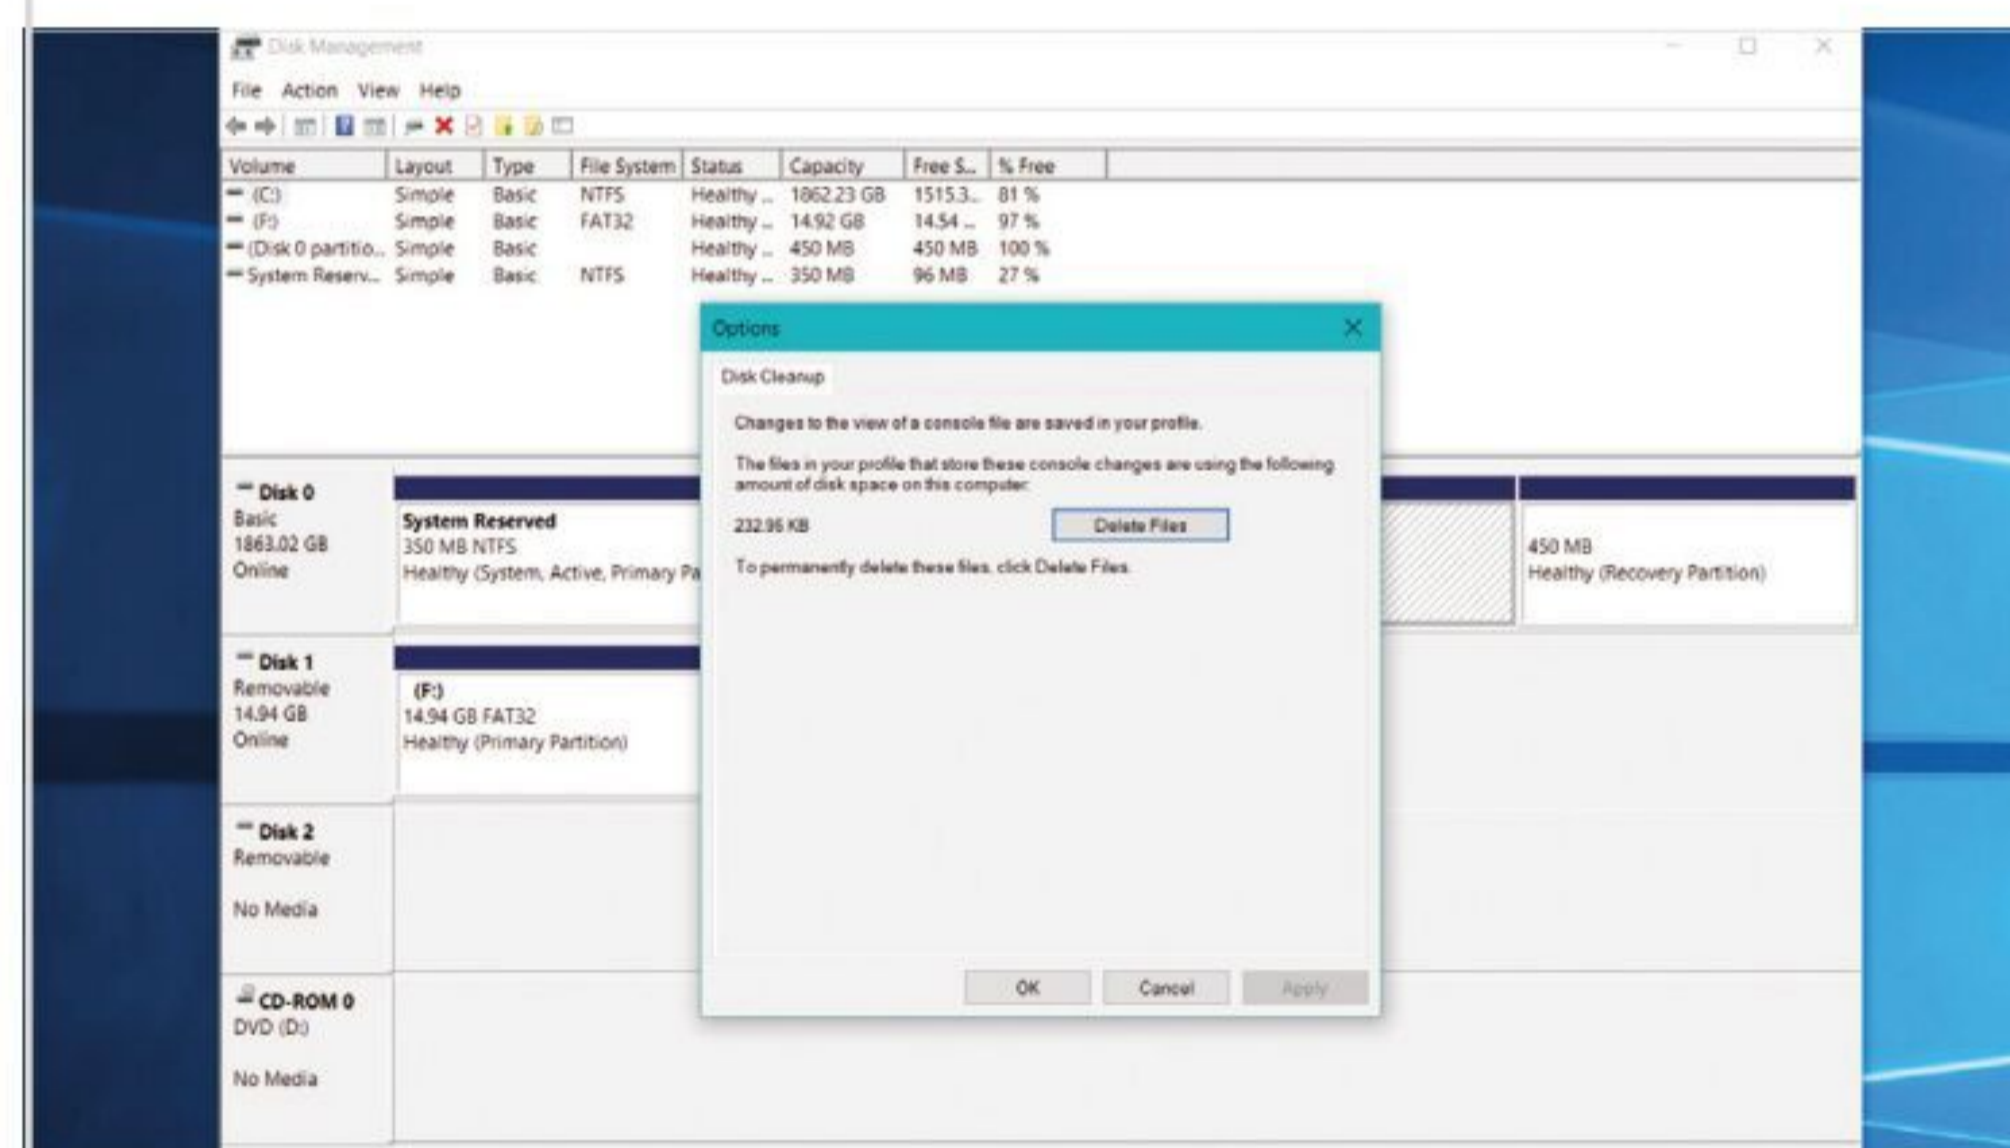 Disk Management
File Action View Help
Volume Layout Type File System Status Capacity Free S... % Free
(C:) Simple Basic NTFS Healthy ... 1862.23 GB 1515.3... 81 %
(F:) Simple Basic FAT32 Healthy ... 14.92 GB 14.54 ... 97 %
(Disk 0 partitio... Simple Basic Healthy ... 450 MB 450 MB 100 %
System Reserv... Simple Basic NTFS Healthy ... 350 MB 96 MB 27 %
Options
Disk Cleanup
Changes to the view of a console file are saved in your profile.
The files in your profile that store these console changes are using the following
amount of disk space on this computer:
232.95 KB Delete Files
To permanently delete these files, click Delete Files.
OK Cancel Apply
Disk 0
Basic
1863.02 GB
Online
System Reserved
350 MB NTFS
Healthy (System, Active, Primary Pa
450 MB
Healthy (Recovery Partition)
Disk 1
Removable
14.94 GB
Online
(F:)
14.94 GB FAT32
Healthy (Primary Partition)
Disk 2
Removable
No Media
CD-ROM 0
DVD (D:)
No Media